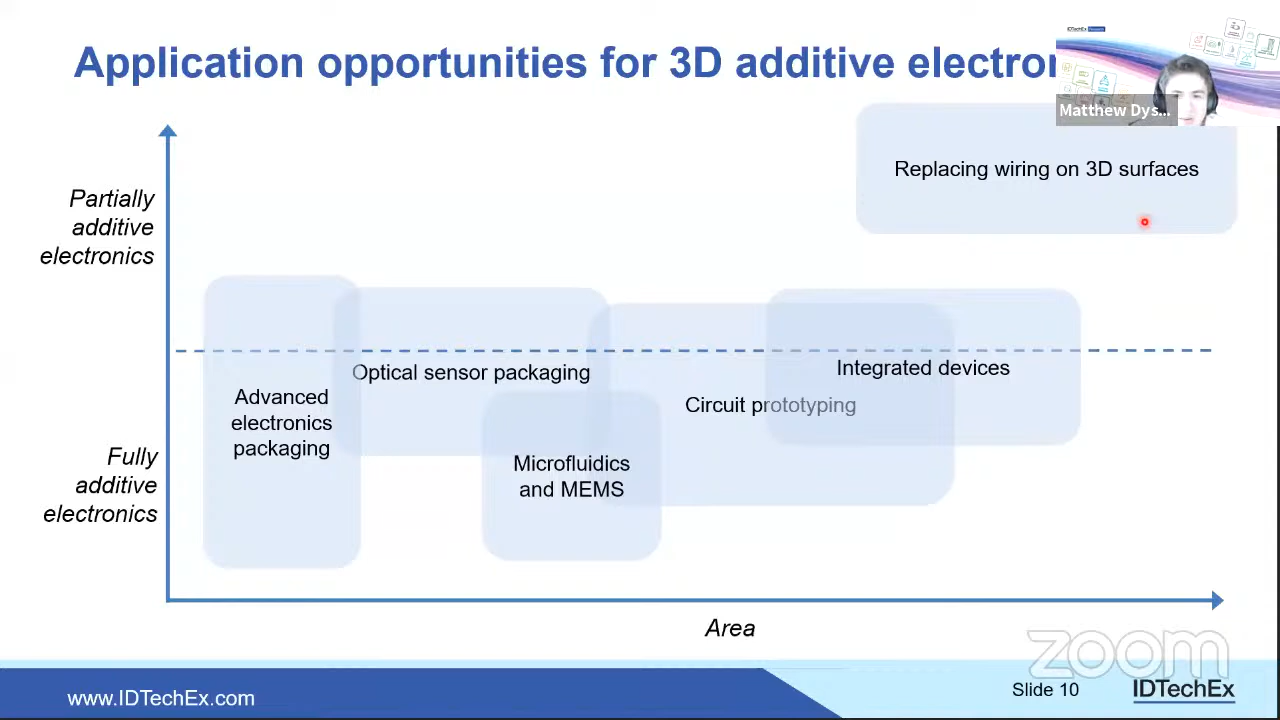 Application opportunities for 3D additive electron
IDTechEx
Matthew Dys...
Replacing wiring on 3D surfaces
Partially
additive
electronics
Optical sensor packaging
Integrated devices
Advanced
electronics
packaging
Circuit prototyping
Microfluidics
and MEMS
Fully
additive
electronics
Area
zoom
www.IDTechEx.com
Slide 10
IDTechEx